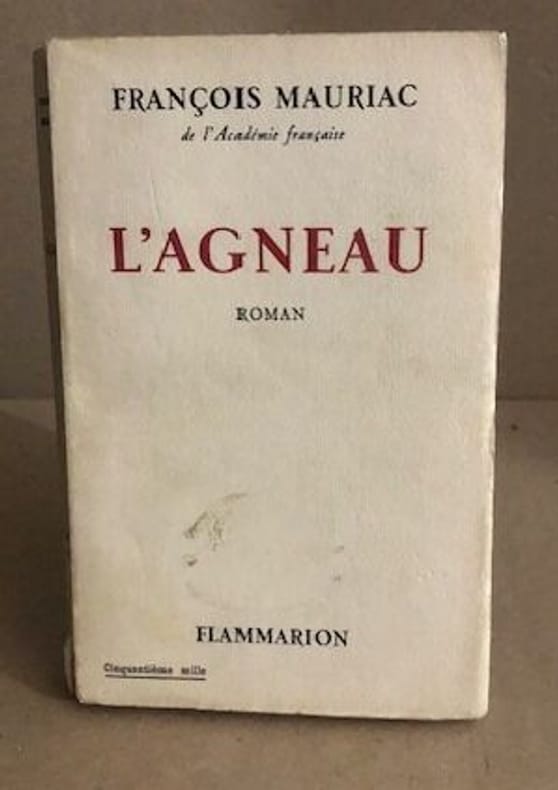 FRANÇOIS MAURIAC
de l'Académie française
L'AGNEAU
ROMAN
FLAMMARION
Cinquantième mille